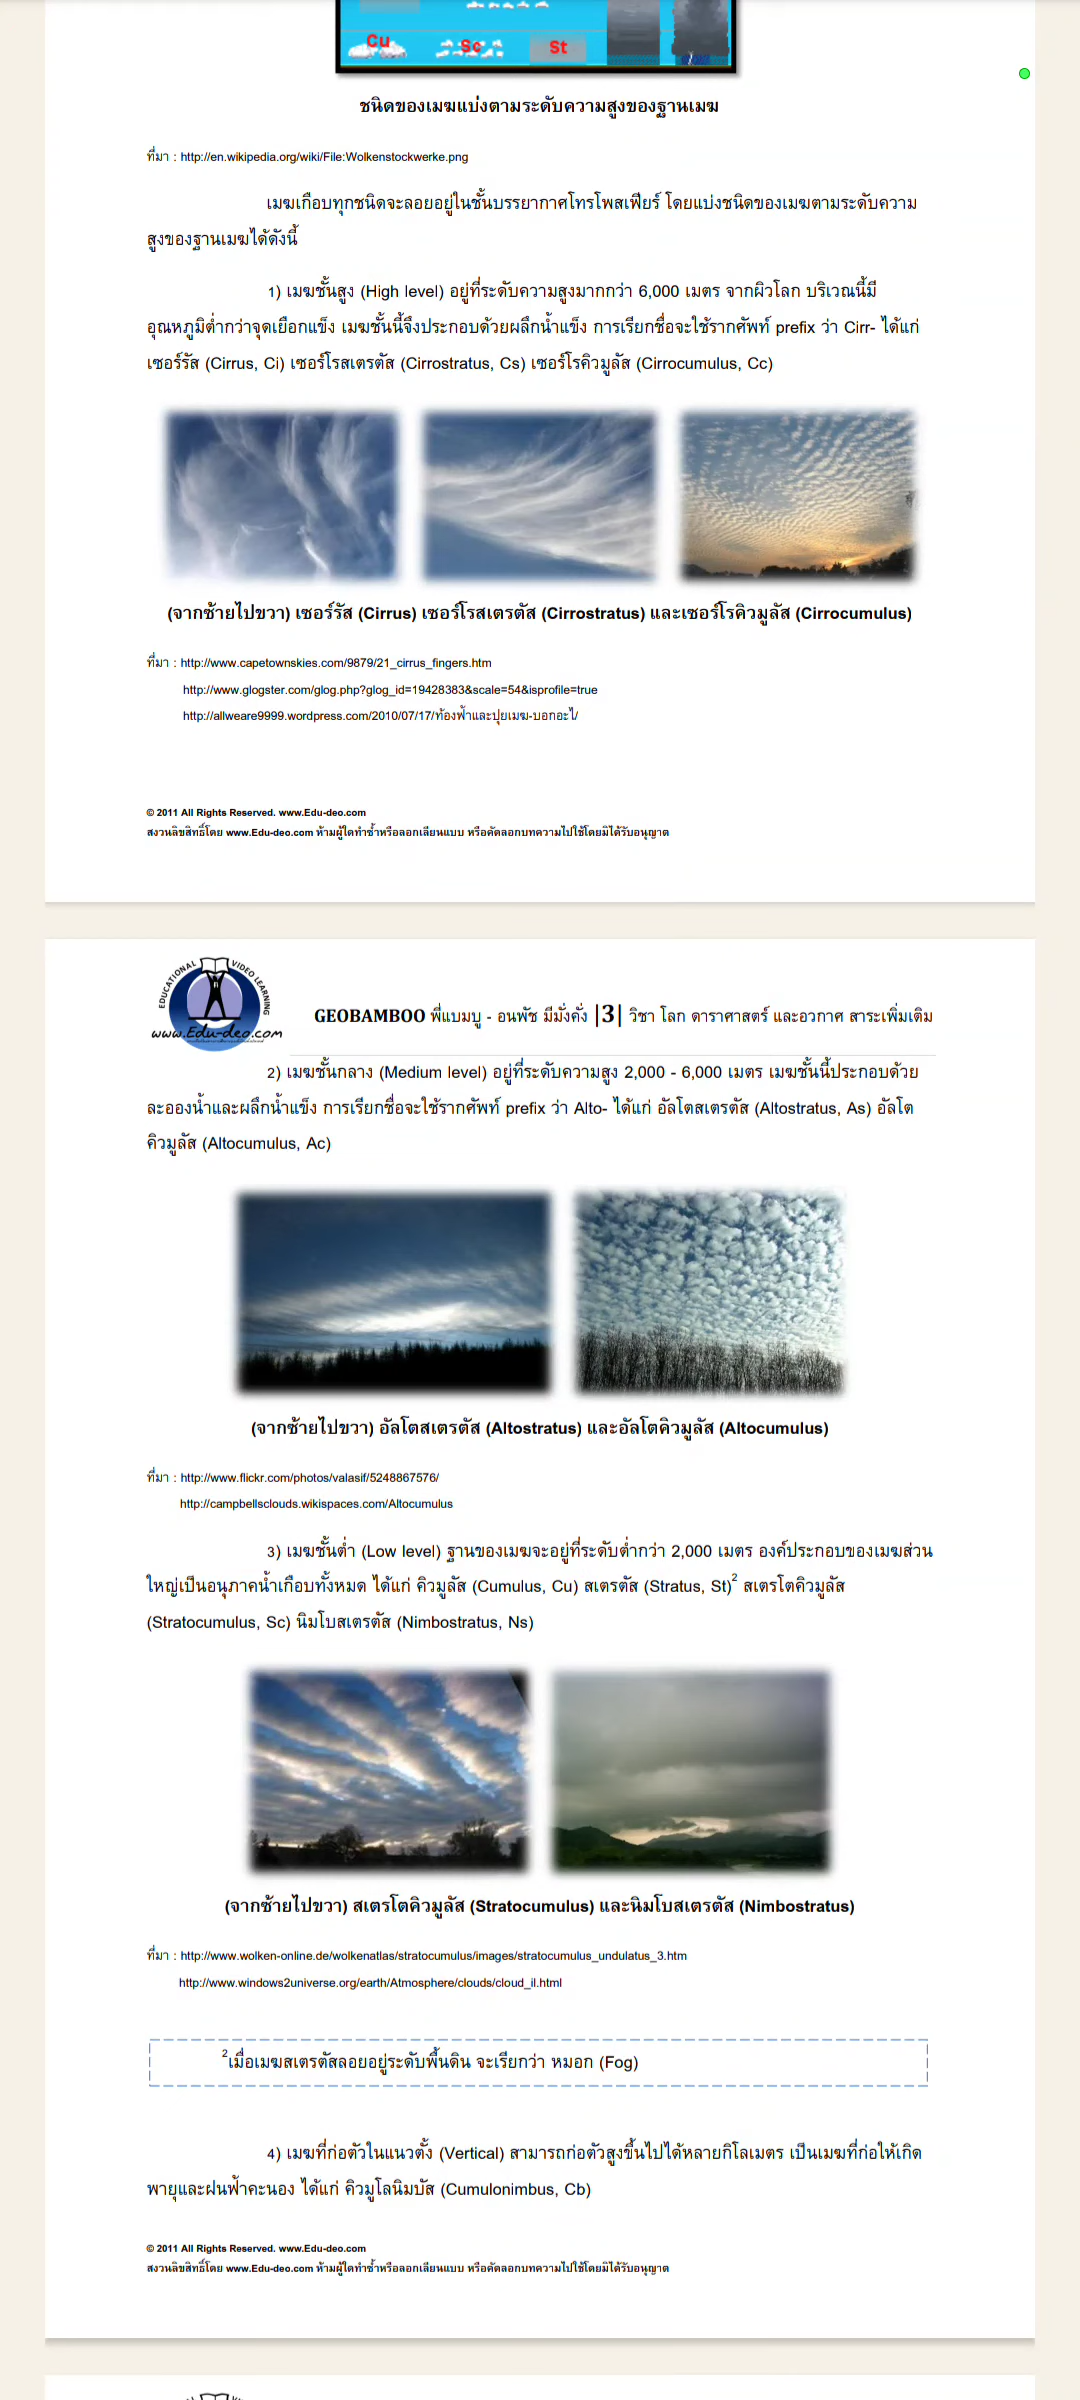 Cu
Sc
St
ชนิดของเมฆแบ่งตามระดับความสูงของฐานเมฆ
ที่มา : http://en.wikipedia.org/wiki/File:Wolkenstockwerke.png
เมฆเกือบทุกชนิดจะลอยอยู่ในชั้นบรรยากาศโทรโพสเฟียร์ โดยแบ่งชนิดของเมฆตามระดับความ
สูงของฐานเมฆได้ดังนี้
1) เมฆชั้นสูง (High level) อยู่ที่ระดับความสูงมากกว่า 6,000 เมตร จากผิวโลก บริเวณนี้มี
อุณหภูมิต่ำกว่าจุดเยือกแข็ง เมฆชั้นนี้จึงประกอบด้วยผลึกน้ำแข็ง การเรียกชื่อจะใช้รากศัพท์ prefix ว่า Cirr- ได้แก่
เซอร์รัส (Cirrus, Ci) เซอร์โรสเตรตัส (Cirrostratus, Cs) เซอร์โรคิวมูลัส (Cirrocumulus, Cc)
(จากซ้ายไปขวา) เซอร์รัส (Cirrus) เซอร์โรสเตรตัส (Cirrostratus) และเซอร์โรคิวมูลัส (Cirrocumulus)
ที่มา : http://www.capetownskies.com/9879/21_cirrus_fingers.htm
http://www.glogster.com/glog.php?glog_id=19428383&scale=54&isprofile=true
http://allweare9999.wordpress.com/2010/07/17/ท้องฟ้าและปุยเมฆ-บอกอะไ/
© 2011 All Rights Reserved. www.Edu-deo.com
สงวนลิขสิทธิ์โดย www.Edu-deo.com ห้ามผู้ใดทำซ้ำหรือลอกเลียนแบบ หรือคัดลอกบทความไปใช้โดยมิได้รับอนุญาต
EDUCATIONAL VIDEO LEARNING
www.Edu-deo.com
GEOBAMBOO พี่แบมบู - อนพัช มีมั่งคั่ง |3| วิชา โลก ดาราศาสตร์ และอวกาศ สาระเพิ่มเติม
2) เมฆชั้นกลาง (Medium level) อยู่ที่ระดับความสูง 2,000 - 6,000 เมตร เมฆชั้นนี้ประกอบด้วย
ละอองน้ำและผลึกน้ำแข็ง การเรียกชื่อจะใช้รากศัพท์ prefix ว่า Alto- ได้แก่ อัลโตสเตรตัส (Altostratus, As) อัลโต
คิวมูลัส (Altocumulus, Ac)
(จากซ้ายไปขวา) อัลโตสเตรตัส (Altostratus) และอัลโตคิวมูลัส (Altocumulus)
ที่มา : http://www.flickr.com/photos/valasif/5248867576/
http://campbellsclouds.wikispaces.com/Altocumulus
3) เมฆชั้นต่ำ (Low level) ฐานของเมฆจะอยู่ที่ระดับต่ำกว่า 2,000 เมตร องค์ประกอบของเมฆส่วน
ใหญ่เป็นอนุภาคน้ำเกือบทั้งหมด ได้แก่ คิวมูลัส (Cumulus, Cu) สเตรตัส (Stratus, St)² สเตรโตคิวมูลัส
(Stratocumulus, Sc) นิมโบสเตรตัส (Nimbostratus, Ns)
(จากซ้ายไปขวา) สเตรโตคิวมูลัส (Stratocumulus) และนิมโบสเตรตัส (Nimbostratus)
ที่มา : http://www.wolken-online.de/wolkenatlas/stratocumulus/images/stratocumulus_undulatus_3.htm
http://www.windows2universe.org/earth/Atmosphere/clouds/cloud_il.html
²เมื่อเมฆสเตรตัสลอยอยู่ระดับพื้นดิน จะเรียกว่า หมอก (Fog)
4) เมฆที่ก่อตัวในแนวตั้ง (Vertical) สามารถก่อตัวสูงขึ้นไปได้หลายกิโลเมตร เป็นเมฆที่ก่อให้เกิด
พายุและฝนฟ้าคะนอง ได้แก่ คิวมูโลนิมบัส (Cumulonimbus, Cb)
© 2011 All Rights Reserved. www.Edu-deo.com
สงวนลิขสิทธิ์โดย www.Edu-deo.com ห้ามผู้ใดทำซ้ำหรือลอกเลียนแบบ หรือคัดลอกบทความไปใช้โดยมิได้รับอนุญาต